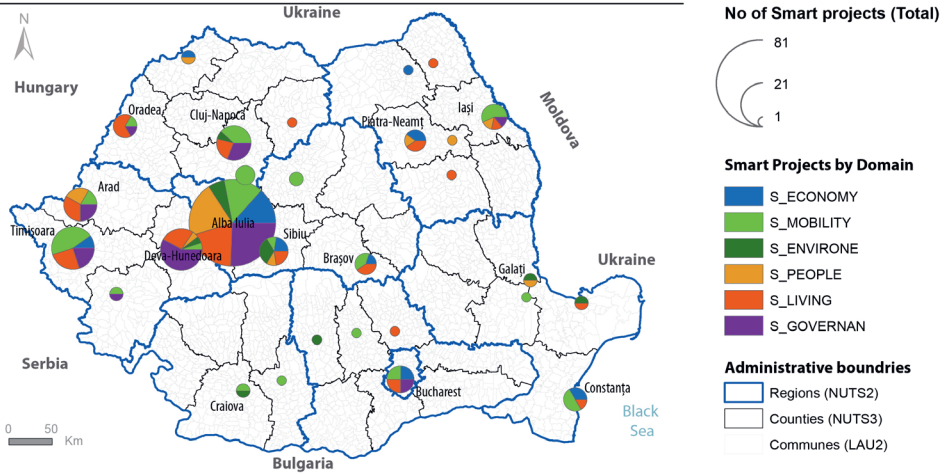 Ukraine
N
Hungary
Oradea
Cluj-Napoca
Piatra-Neamț
Iași
Moldova
Arad
Timișoara
Alba Iulia
Deva-Hunedoara
Sibiu
Brașov
Galați
Ukraine
Serbia
Craiova
Bucharest
Constanța
Black
Sea
0 50
Km
Bulgaria
No of Smart projects (Total)
81
21
1
Smart Projects by Domain
S_ECONOMY
S_MOBILITY
S_ENVIRONE
S_PEOPLE
S_LIVING
S_GOVERNAN
Administrative boundries
Regions (NUTS2)
Counties (NUTS3)
Communes (LAU2)